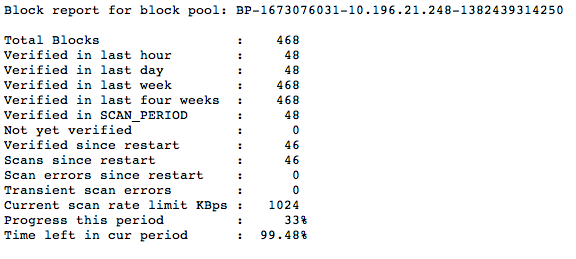 Block report for block pool: BP-1673076031-10.196.21.248-1382439314250
Total Blocks                 :    468
Verified in last hour        :     48
Verified in last day         :     48
Verified in last week        :    468
Verified in last four weeks  :    468
Verified in SCAN_PERIOD      :     48
Not yet verified             :      0
Verified since restart       :     46
Scans since restart          :     46
Scan errors since restart    :      0
Transient scan errors        :      0
Current scan rate limit KBps :   1024
Progress this period         :     33%
Time left in cur period      :  99.48%